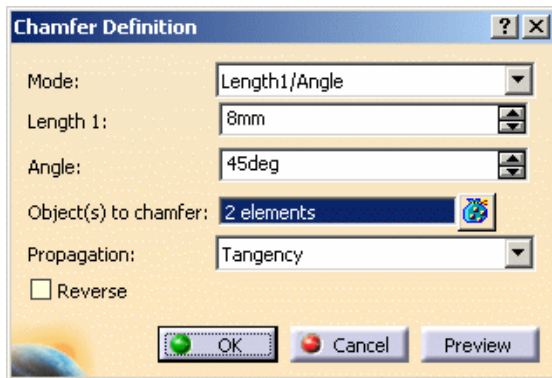 Chamfer Definition
Mode: Length1/Angle
Length 1: 8mm
Angle: 45deg
Object(s) to chamfer: 2 elements
Propagation: Tangency
Reverse
OK Cancel Preview